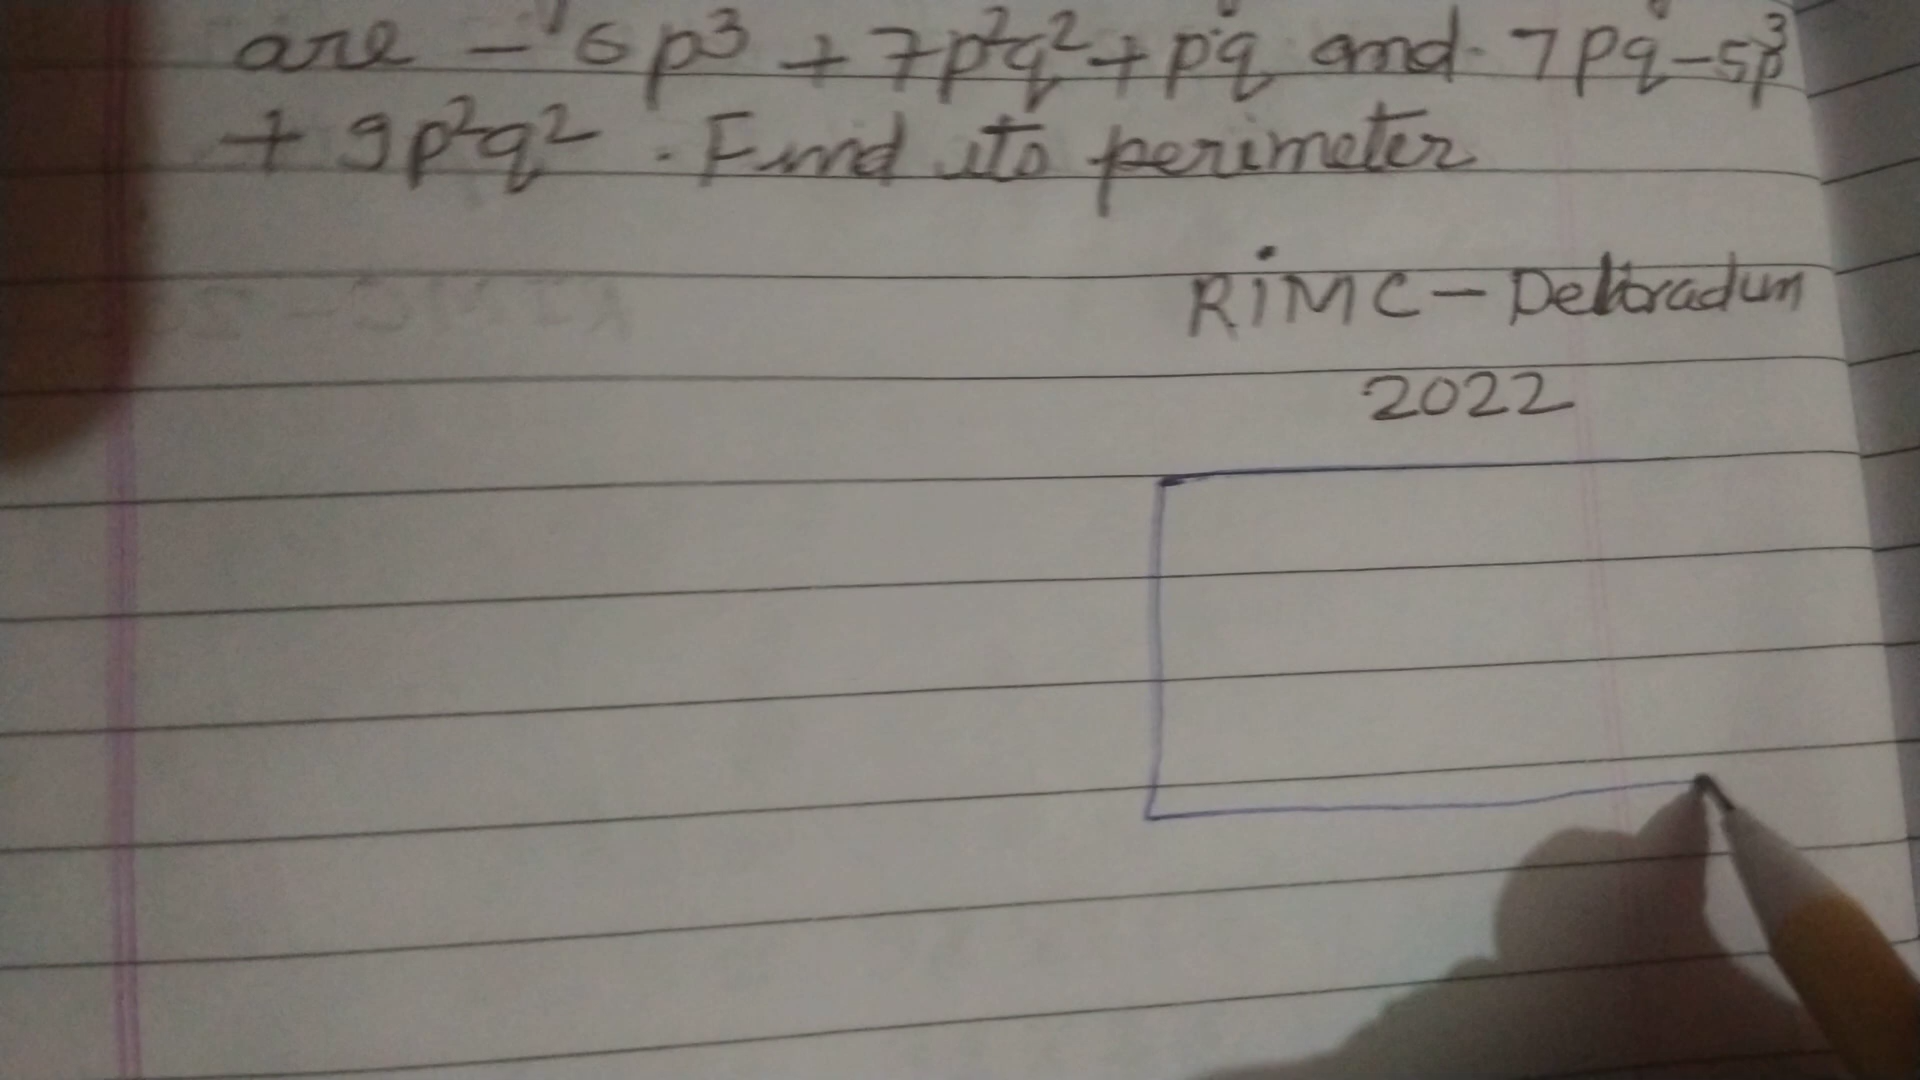 are - 6p³ + 7p²q² + pq and 7pq - 5p³
+ 9p²q². Find its perimeter
RIMC - Dehradun
2022